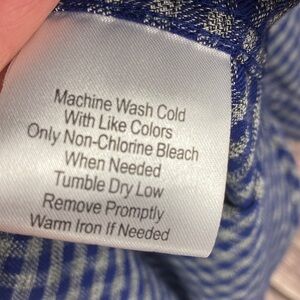 Machine Wash Cold
With Like Colors
Only Non-Chlorine Bleach
When Needed
Tumble Dry Low
Remove Promptly
Warm Iron If Needed